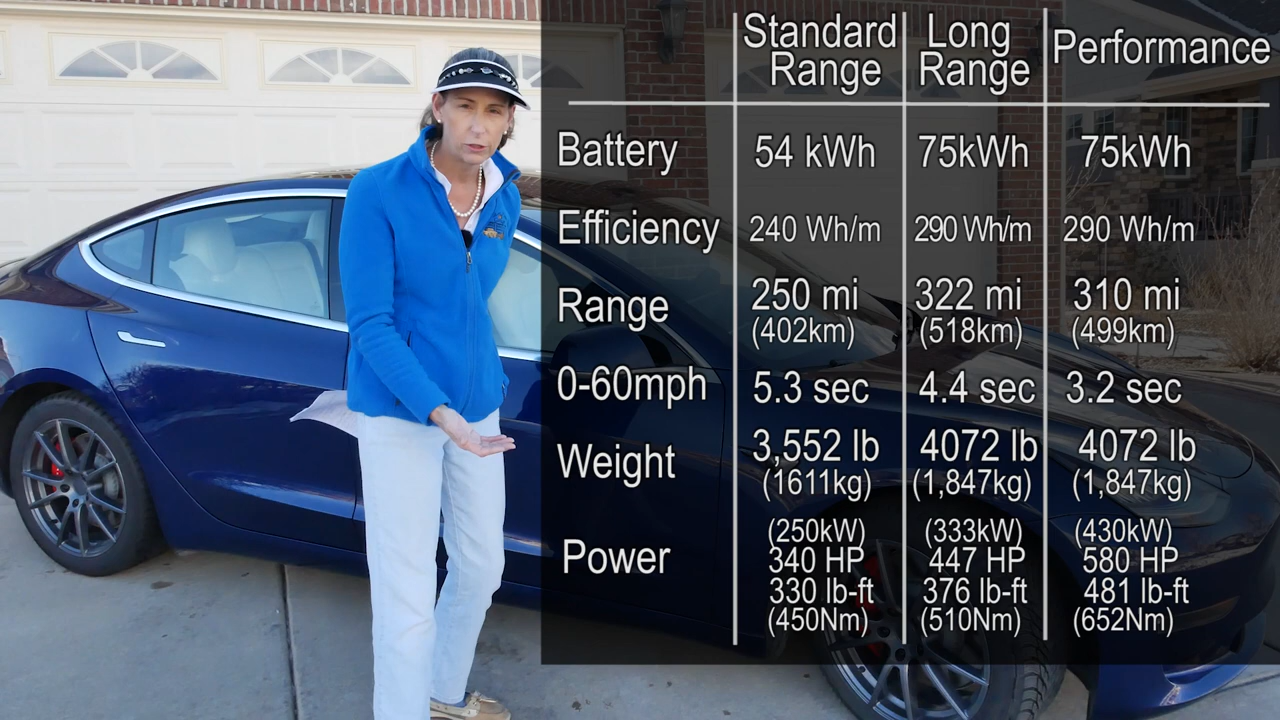 Standard Range
Long Range
Performance
Battery 54 kWh 75kWh 75kWh
Efficiency 240 Wh/m 290 Wh/m 290 Wh/m
Range 250 mi 322 mi 310 mi
(402km) (518km) (499km)
0-60mph 5.3 sec 4.4 sec 3.2 sec
Weight 3,552 lb 4072 lb 4072 lb
(1611kg) (1,847kg) (1,847kg)
(250kW) (333kW) (430kW)
Power 340 HP 447 HP 580 HP
330 lb-ft 376 lb-ft 481 lb-ft
(450Nm) (510Nm) (652Nm)